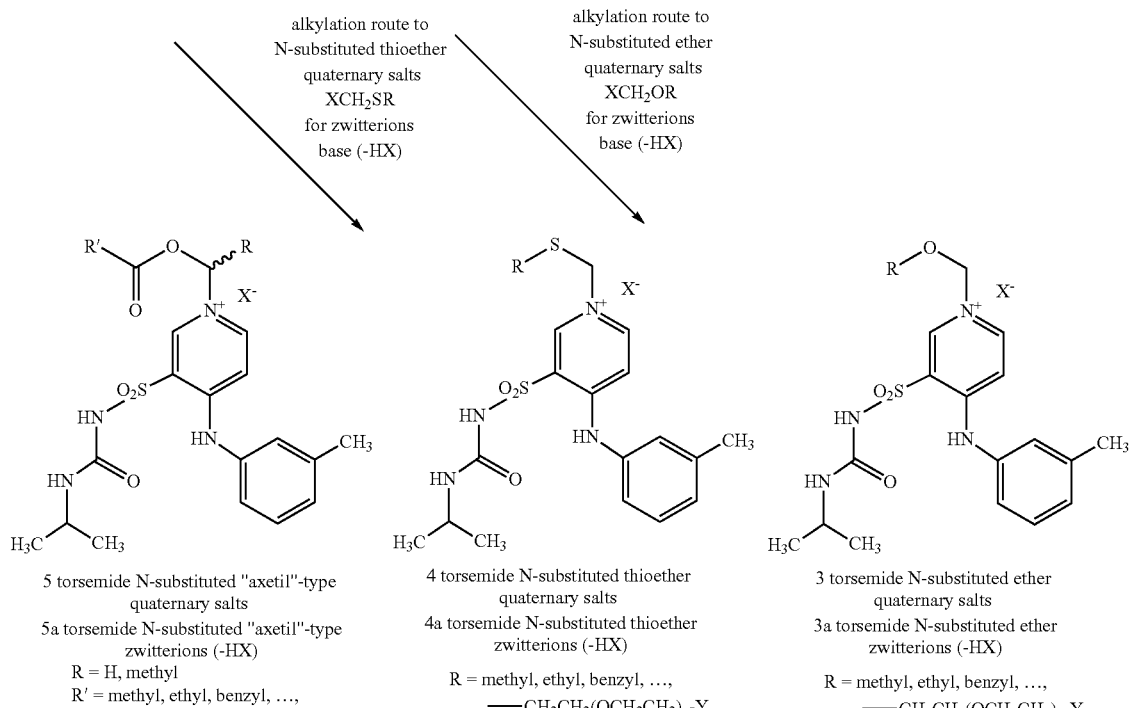 alkylation route to
N-substituted thioether
quaternary salts
XCH2SR
for zwitterions
base (-HX)
alkylation route to
N-substituted ether
quaternary salts
XCH2OR
for zwitterions
base (-HX)
R'
O
R
O
N+
X-
O2S
HN
HN
O
HN
CH3
H3C
CH3
5 torsemide N-substituted "axetil"-type
quaternary salts
5a torsemide N-substituted "axetil"-type
zwitterions (-HX)
R = H, methyl
R' = methyl, ethyl, benzyl, …,
S
R
N+
X-
O2S
HN
HN
O
HN
CH3
H3C
CH3
4 torsemide N-substituted thioether
quaternary salts
4a torsemide N-substituted thioether
zwitterions (-HX)
R = methyl, ethyl, benzyl, …,
O
R
N+
X-
O2S
HN
HN
O
HN
CH3
H3C
CH3
3 torsemide N-substituted ether
quaternary salts
3a torsemide N-substituted ether
zwitterions (-HX)
R = methyl, ethyl, benzyl, …,